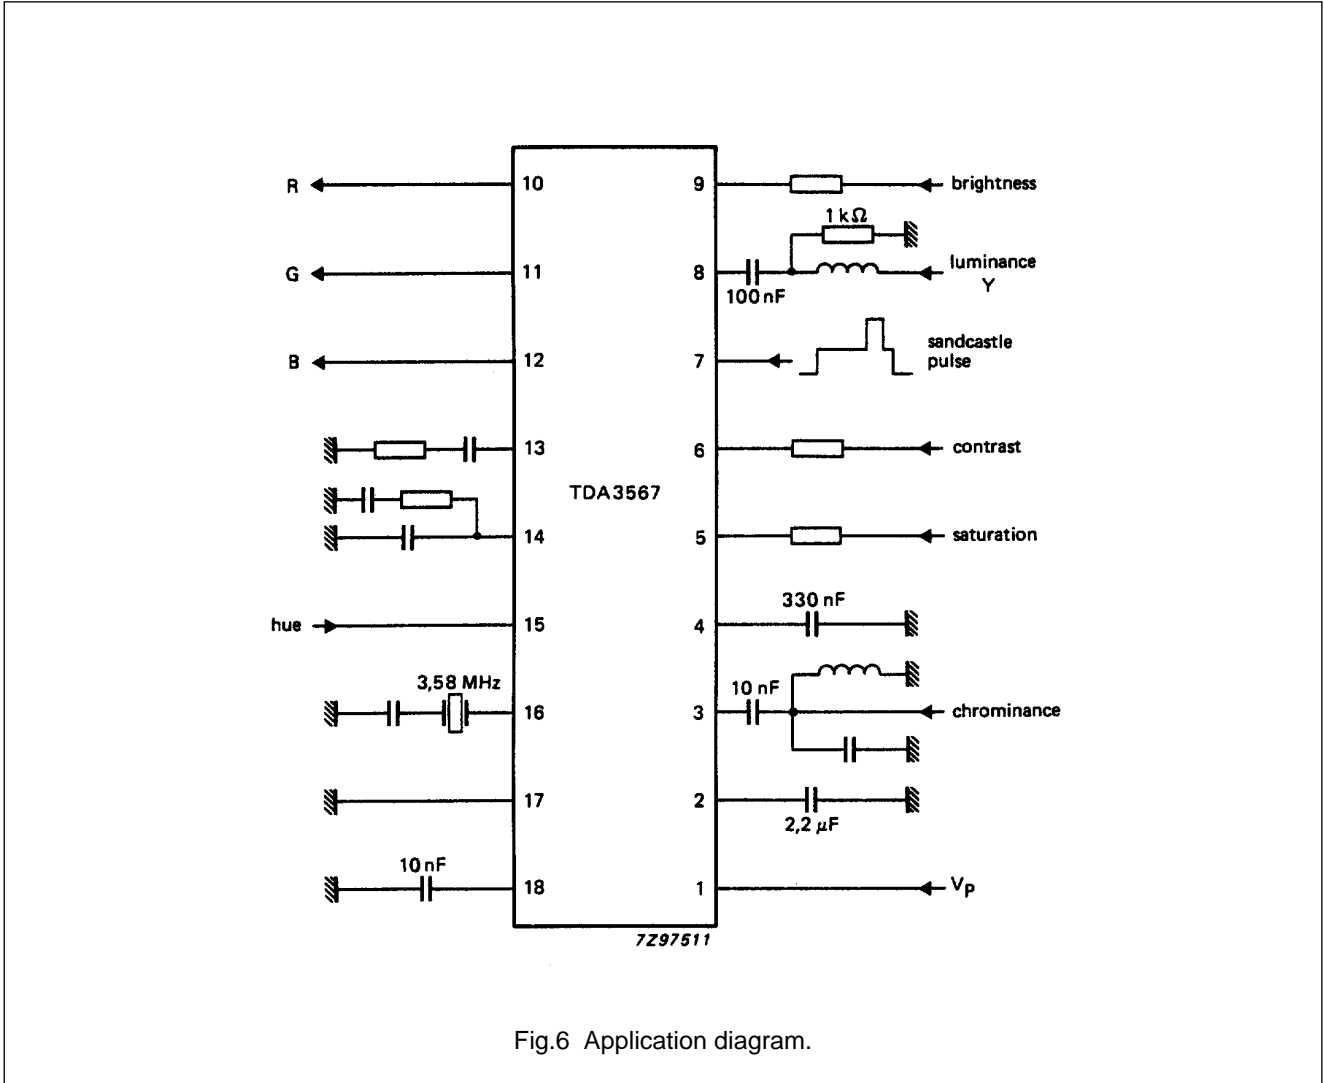 R
10
9
brightness
1 kΩ
G
11
8
100 nF
luminance
Y
B
12
7
sandcastle
pulse
13
6
contrast
TDA3567
14
5
saturation
hue
15
4
330 nF
3,58 MHz
16
3
10 nF
chrominance
17
2
2,2 μF
10 nF
18
1
VP
7Z97511
Fig.6 Application diagram.